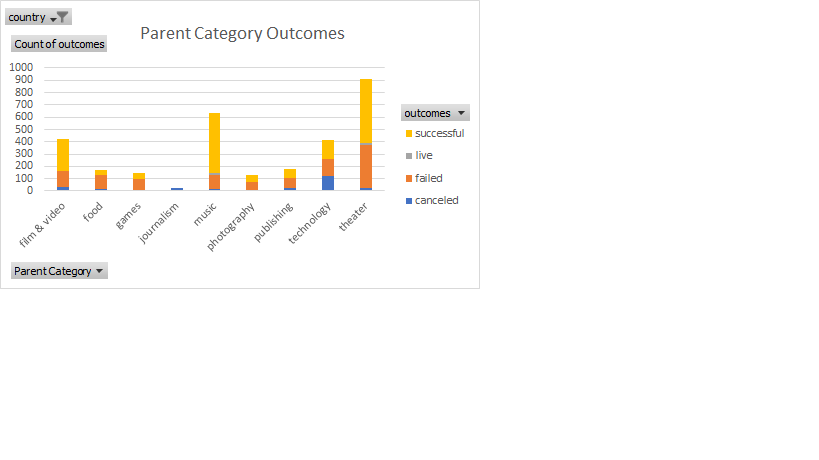 country
Parent Category Outcomes
Count of outcomes
1000
900
800
700
600
500
400
300
200
100
0
film & video
food
games
journalism
music
photography
publishing
technology
theater
outcomes
successful
live
failed
canceled
Parent Category